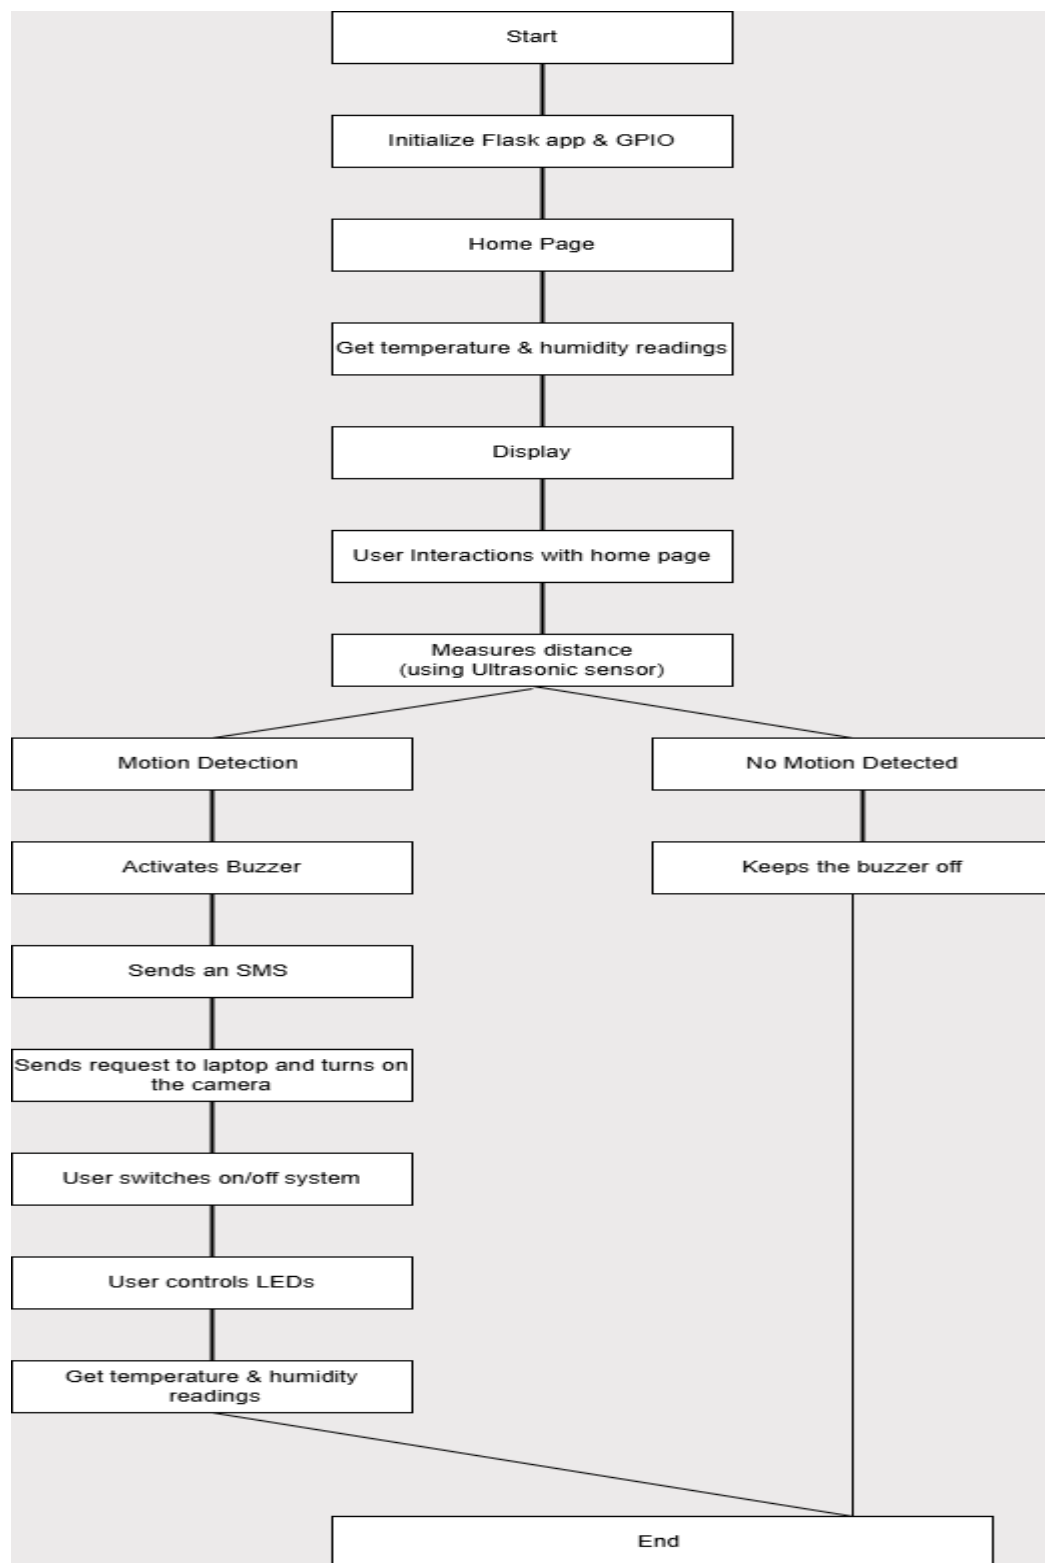 Start
Initialize Flask app & GPIO
Home Page
Get temperature & humidity readings
Display
User Interactions with home page
Measures distance
(using Ultrasonic sensor)
Motion Detection
No Motion Detected
Activates Buzzer
Keeps the buzzer off
Sends an SMS
Sends request to laptop and turns on
the camera
User switches on/off system
User controls LEDs
Get temperature & humidity
readings
End